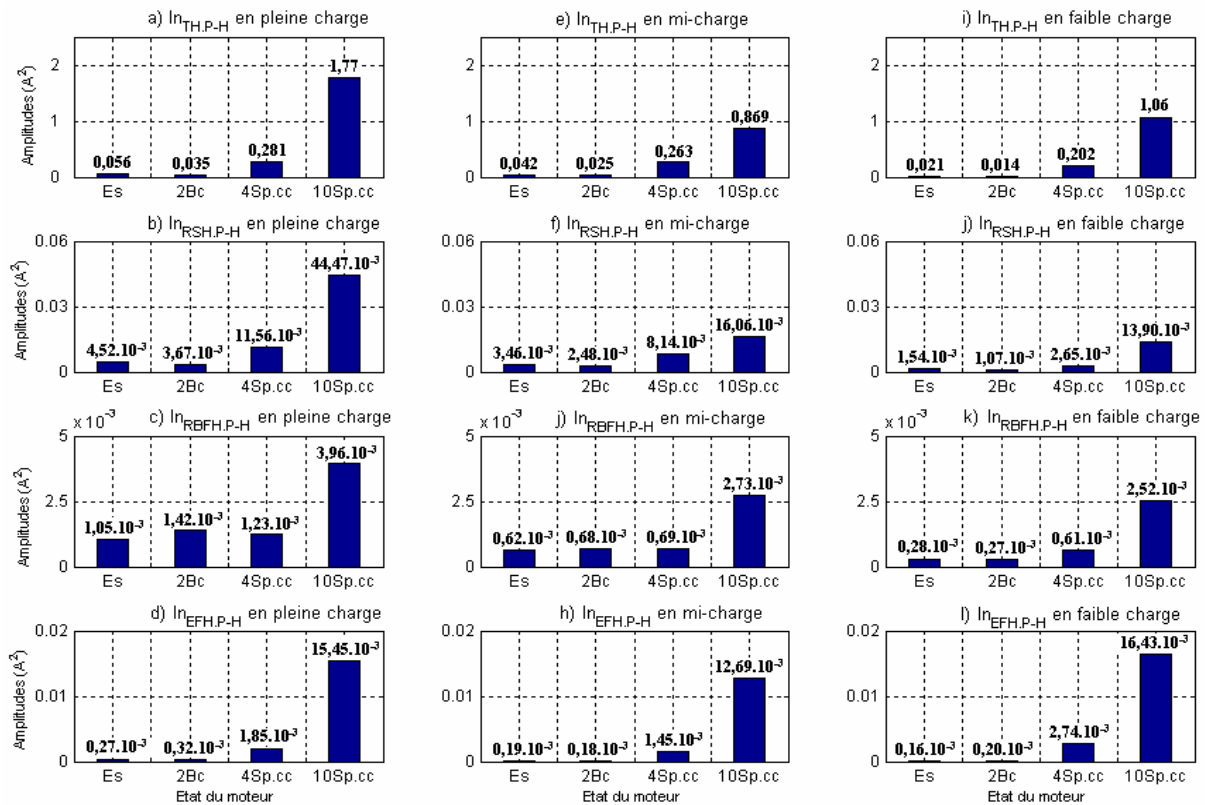 a) In_TH.P-H en pleine charge
e) In_TH.P-H en mi-charge
i) In_TH.P-H en faible charge
Amplitudes (A²)
2
1
0
0,056
0,035
0,281
1,77
Es
2Bc
4Sp.cc
10Sp.cc
2
1
0
0,042
0,025
0,263
0,869
Es
2Bc
4Sp.cc
10Sp.cc
2
1
0
0,021
0,014
0,202
1,06
Es
2Bc
4Sp.cc
10Sp.cc
b) In_RSH.P-H en pleine charge
f) In_RSH.P-H en mi-charge
j) In_RSH.P-H en faible charge
Amplitudes (A²)
0.06
0.03
0
4,52.10⁻³
3,67.10⁻³
11,56.10⁻³
44,47.10⁻³
Es
2Bc
4Sp.cc
10Sp.cc
0.06
0.03
0
3,46.10⁻³
2,48.10⁻³
8,14.10⁻³
16,06.10⁻³
Es
2Bc
4Sp.cc
10Sp.cc
0.06
0.03
0
1,54.10⁻³
1,07.10⁻³
2,65.10⁻³
13,90.10⁻³
Es
2Bc
4Sp.cc
10Sp.cc
c) In_RBFH.P-H en pleine charge
j) In_RBFH.P-H en mi-charge
k) In_RBFH.P-H en faible charge
Amplitudes (A²)
x 10⁻³
5
2.5
0
1,05.10⁻³
1,42.10⁻³
1,23.10⁻³
3,96.10⁻³
Es
2Bc
4Sp.cc
10Sp.cc
x 10⁻³
5
2.5
0
0,62.10⁻³
0,68.10⁻³
0,69.10⁻³
2,73.10⁻³
Es
2Bc
4Sp.cc
10Sp.cc
x 10⁻³
5
2.5
0
0,28.10⁻³
0,27.10⁻³
0,61.10⁻³
2,52.10⁻³
Es
2Bc
4Sp.cc
10Sp.cc
d) In_EFH.P-H en pleine charge
h) In_EFH.P-H en mi-charge
l) In_EFH.P-H en faible charge
Amplitudes (A²)
0.02
0.01
0
0,27.10⁻³
0,32.10⁻³
1,85.10⁻³
15,45.10⁻³
Es
2Bc
4Sp.cc
10Sp.cc
Etat du moteur
0.02
0.01
0
0,19.10⁻³
0,18.10⁻³
1,45.10⁻³
12,69.10⁻³
Es
2Bc
4Sp.cc
10Sp.cc
Etat du moteur
0.02
0.01
0
0,16.10⁻³
0,20.10⁻³
2,74.10⁻³
16,43.10⁻³
Es
2Bc
4Sp.cc
10Sp.cc
Etat du moteur